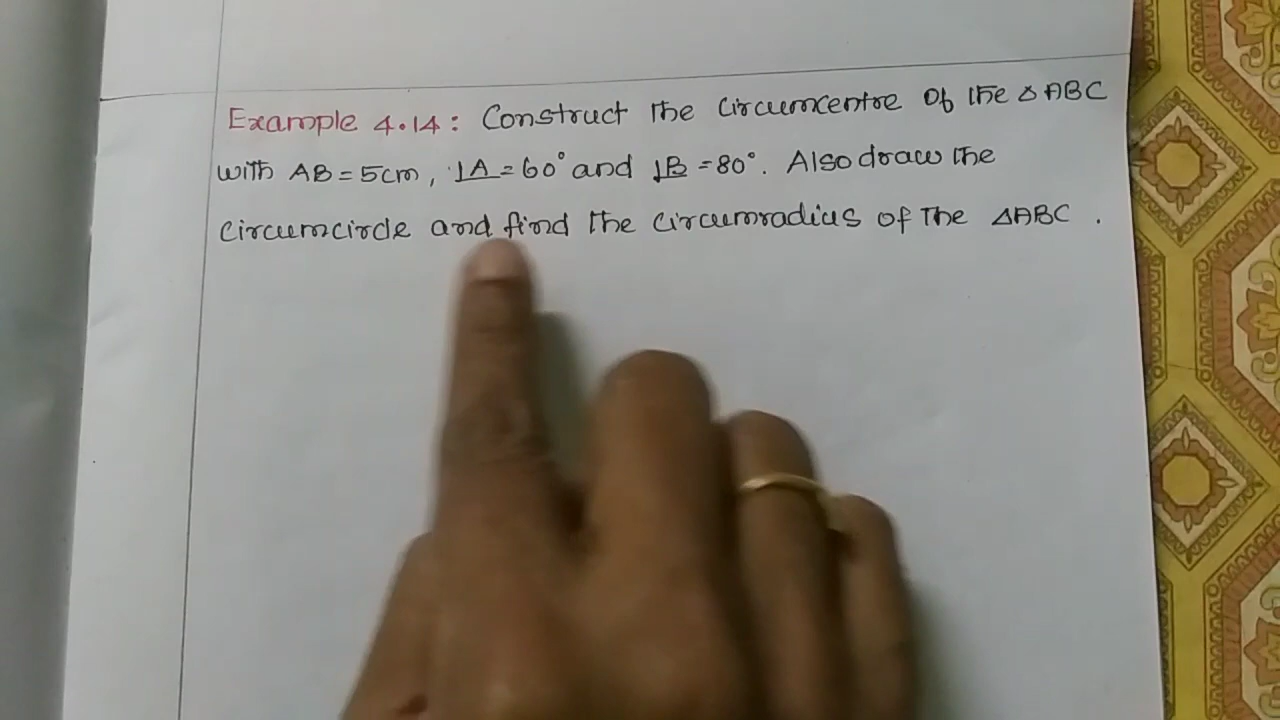 Example 4.14: Construct the circumcentre of the ∆ABC
with AB = 5cm, ∠A = 60° and ∠B = 80°. Also draw the
circumcircle and find the circumradius of the ∆ABC.